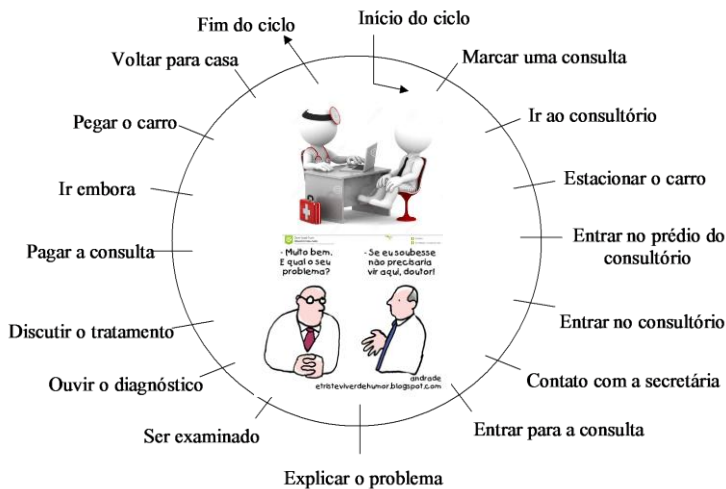 Início do ciclo
Marcar uma consulta
Ir ao consultório
Estacionar o carro
Entrar no prédio do
consultório
Entrar no consultório
Contato com a secretária
Entrar para a consulta
Explicar o problema
Ser examinado
Ouvir o diagnóstico
Discutir o tratamento
Pagar a consulta
Ir embora
Pegar o carro
Voltar para casa
Fim do ciclo
- Muito bem.
E qual o seu
problema?
- Se eu soubesse
não precisaria
vir aqui, doutor!
andrade
etristeviverdehumor.blogspot.com